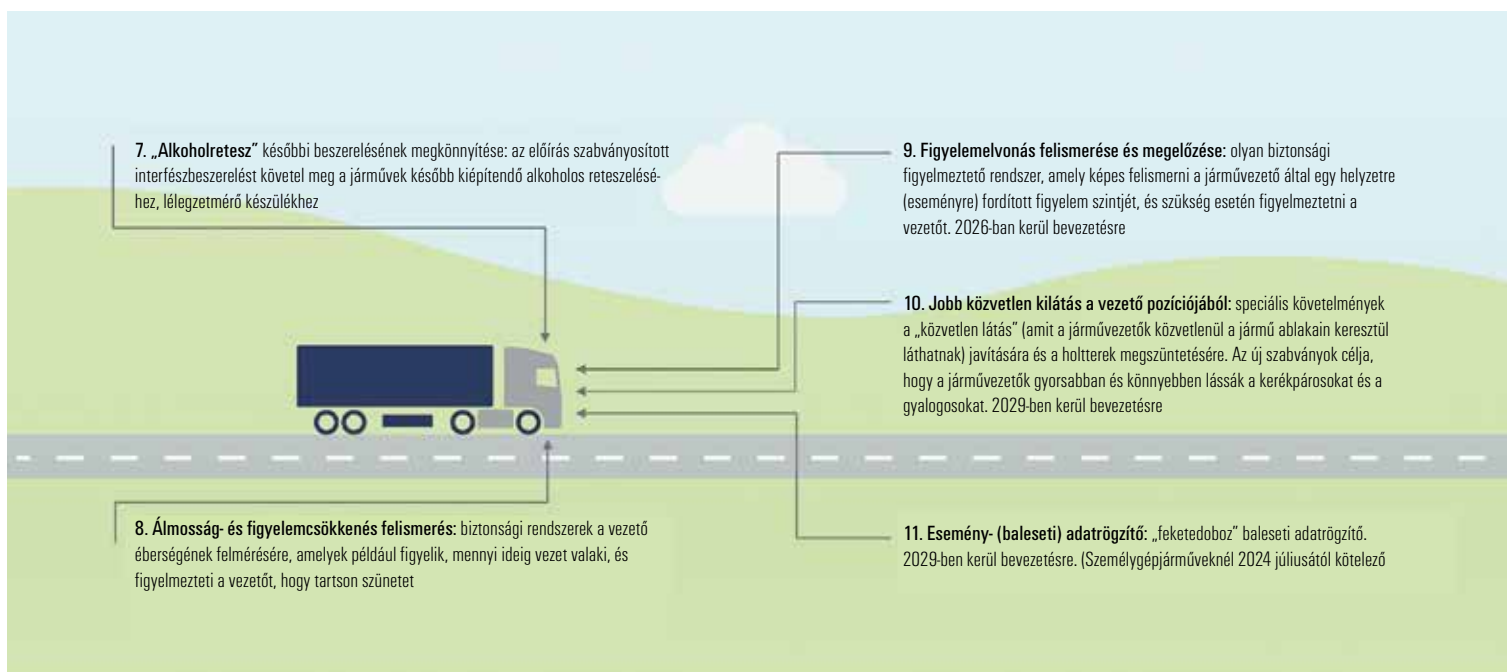 7. „Alkoholretesz” későbbi beszerelésének megkönnyítése: az előírás szabványosított
interfészbeszerelést követel meg a járművek később kiépítendő alkoholos reteszelésé-
hez, lélegzetmérő készülékhez
8. Álmosság- és figyelemcsökkenés felismerés: biztonsági rendszerek a vezető
éberségének felmérésére, amelyek például figyelik, mennyi ideig vezet valaki, és
figyelmezteti a vezetőt, hogy tartson szünetet
9. Figyelemelvonás felismerése és megelőzése: olyan biztonsági
figyelmeztető rendszer, amely képes felismerni a járművezető által egy helyzetre
(eseményre) fordított figyelem szintjét, és szükség esetén figyelmeztetni a
vezetőt. 2026-ban kerül bevezetésre
10. Jobb közvetlen kilátás a vezető pozíciójából: speciális követelmények
a „közvetlen látás” (amit a járművezetők közvetlenül a jármű ablakain keresztül
láthatnak) javítására és a holtterek megszüntetésére. Az új szabványok célja,
hogy a járművezetők gyorsabban és könnyebben lássák a kerékpárosokat és a
gyalogosokat. 2029-ben kerül bevezetésre
11. Esemény- (baleseti) adatrögzítő: „feketedoboz” baleseti adatrögzítő.
2029-ben kerül bevezetésre. (Személygépjárműveknél 2024 júliusától kötelező